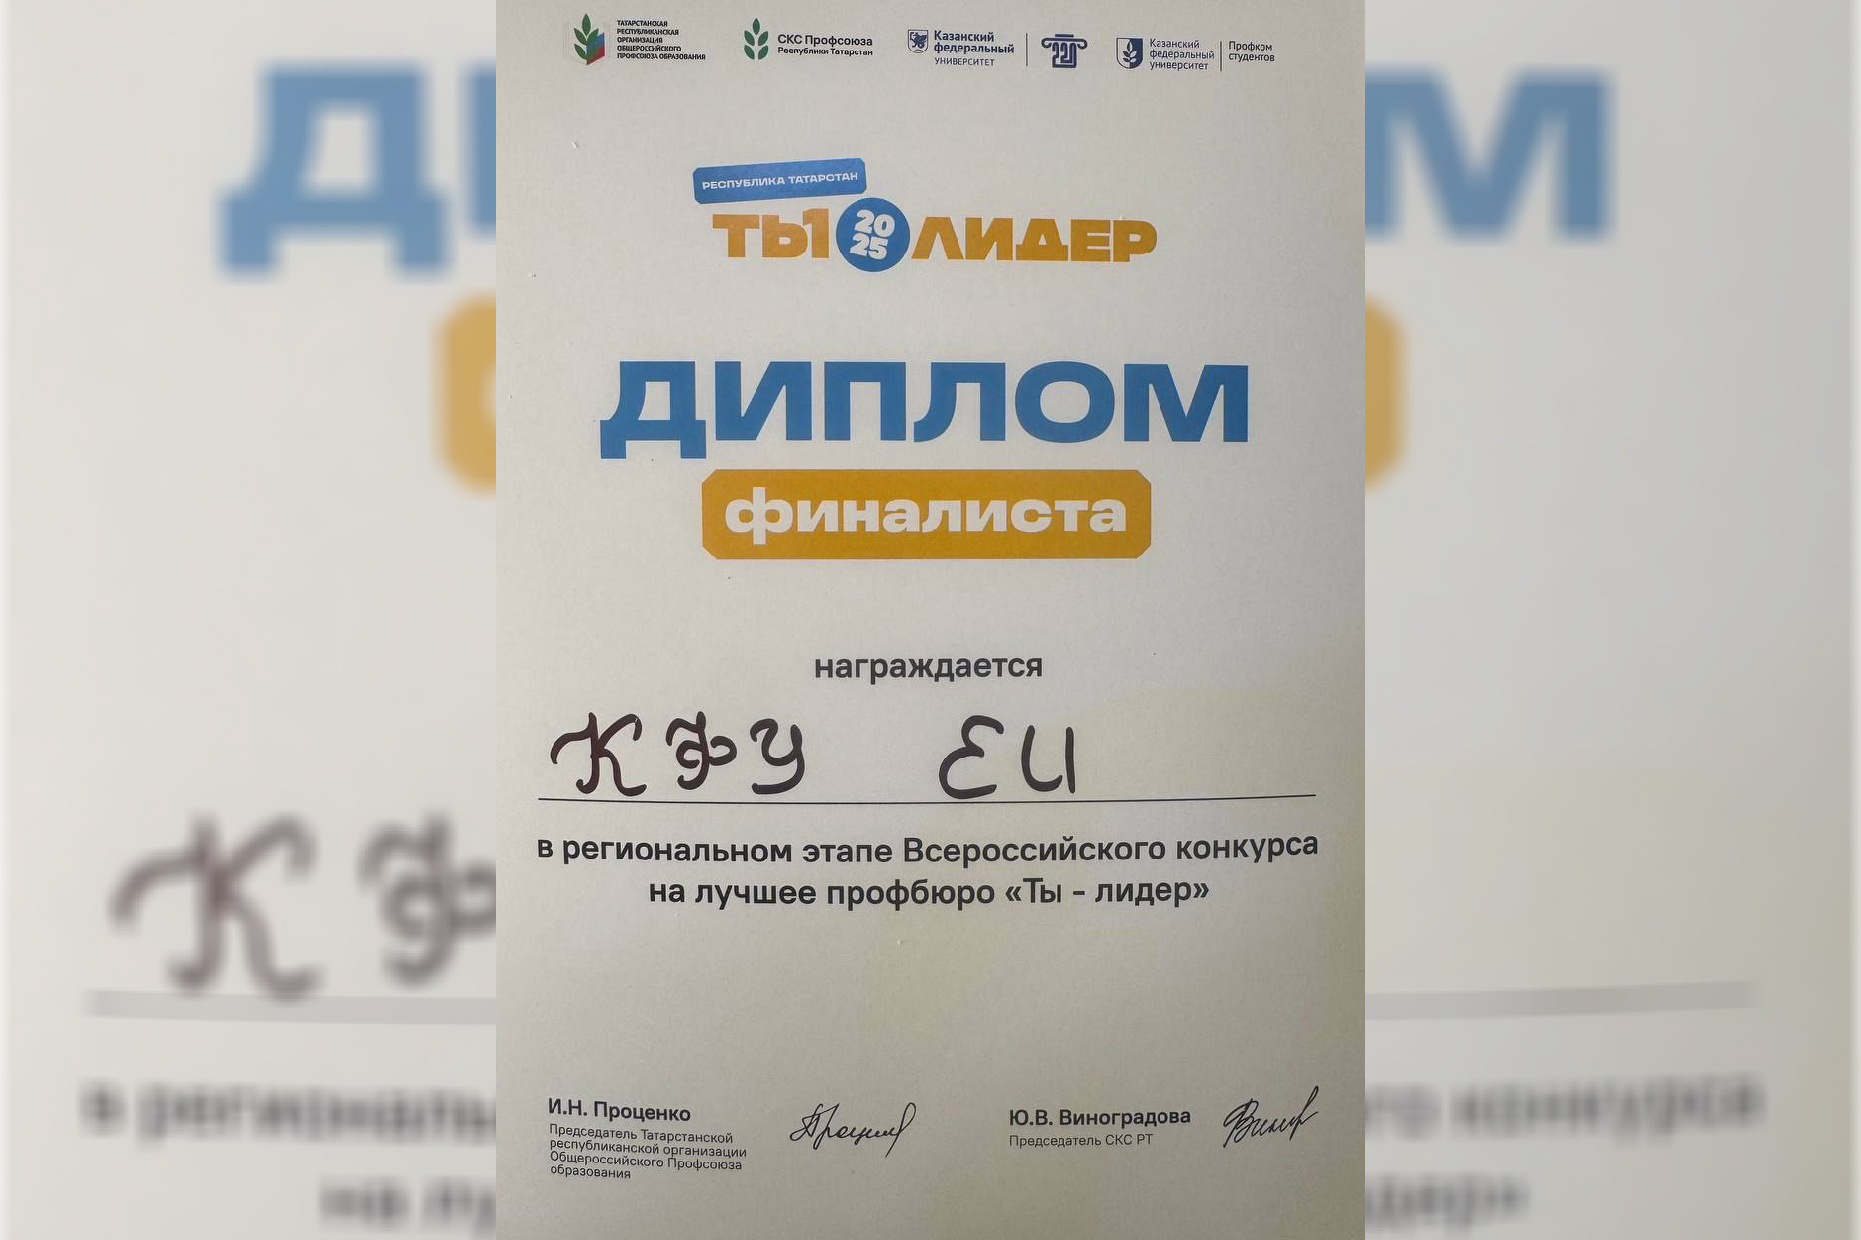 ТАТАРСТАНСКАЯ
РЕСПУБЛИКАНСКАЯ
ОРГАНИЗАЦИЯ
ОБЩЕРОССИЙСКОГО
ПРОФСОЮЗА ОБРАЗОВАНИЯ
СКС Профсоюза
Республики Татарстан
Казанский
федеральный
УНИВЕРСИТЕТ
220
Казанский
федеральный
университет
Профком
студентов
РЕСПУБЛИКА ТАТАРСТАН
ТЫ 2025 ЛИДЕР
ДИПЛОМ
финалиста
награждается
КФУ ЕИ
в региональном этапе Всероссийского конкурса
на лучшее профбюро «Ты - лидер»
И.Н. Проценко
Председатель Татарстанской
республиканской организации
Общероссийского Профсоюза
образования
Ю.В. Виноградова
Председатель СКС РТ